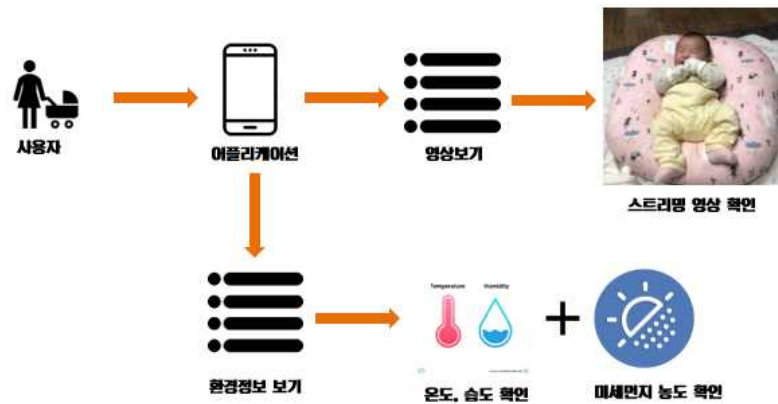 사용자
어플리케이션
영상보기
스트리밍 영상 확인
Temperature
Humidity
환경정보 보기
온도, 습도 확인
미세먼지 농도 확인